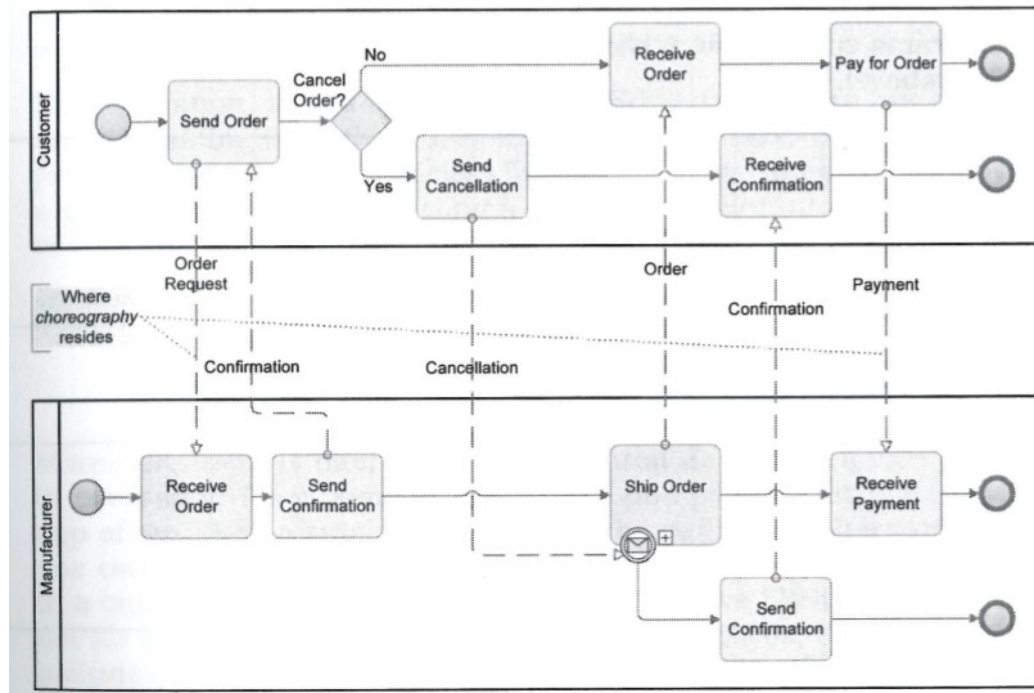 Customer
Send Order
Cancel
Order?
No
Yes
Receive
Order
Pay for Order
Send
Cancellation
Receive
Confirmation
Order
Request
Order
Payment
Where
choreography
resides
Confirmation
Confirmation
Cancellation
Manufacturer
Receive
Order
Send
Confirmation
Ship Order
Receive
Payment
Send
Confirmation